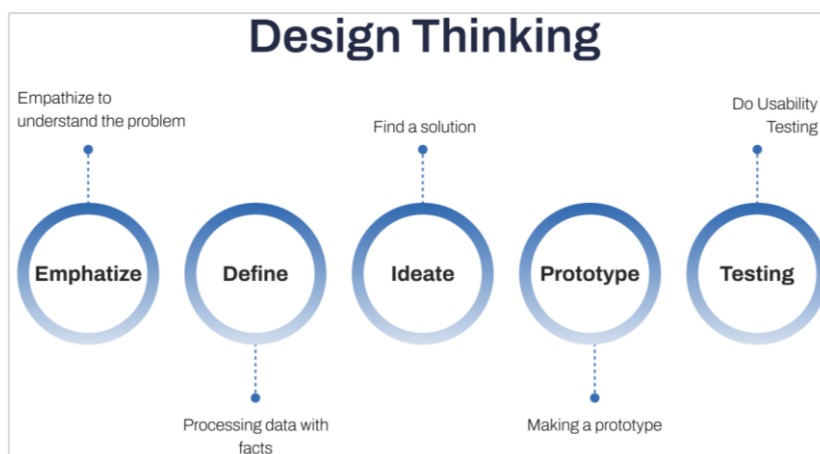 Design Thinking
Empathize to
understand the problem
Find a solution
Do Usability
Testing
Emphatize
Define
Ideate
Prototype
Testing
Processing data with
facts
Making a prototype